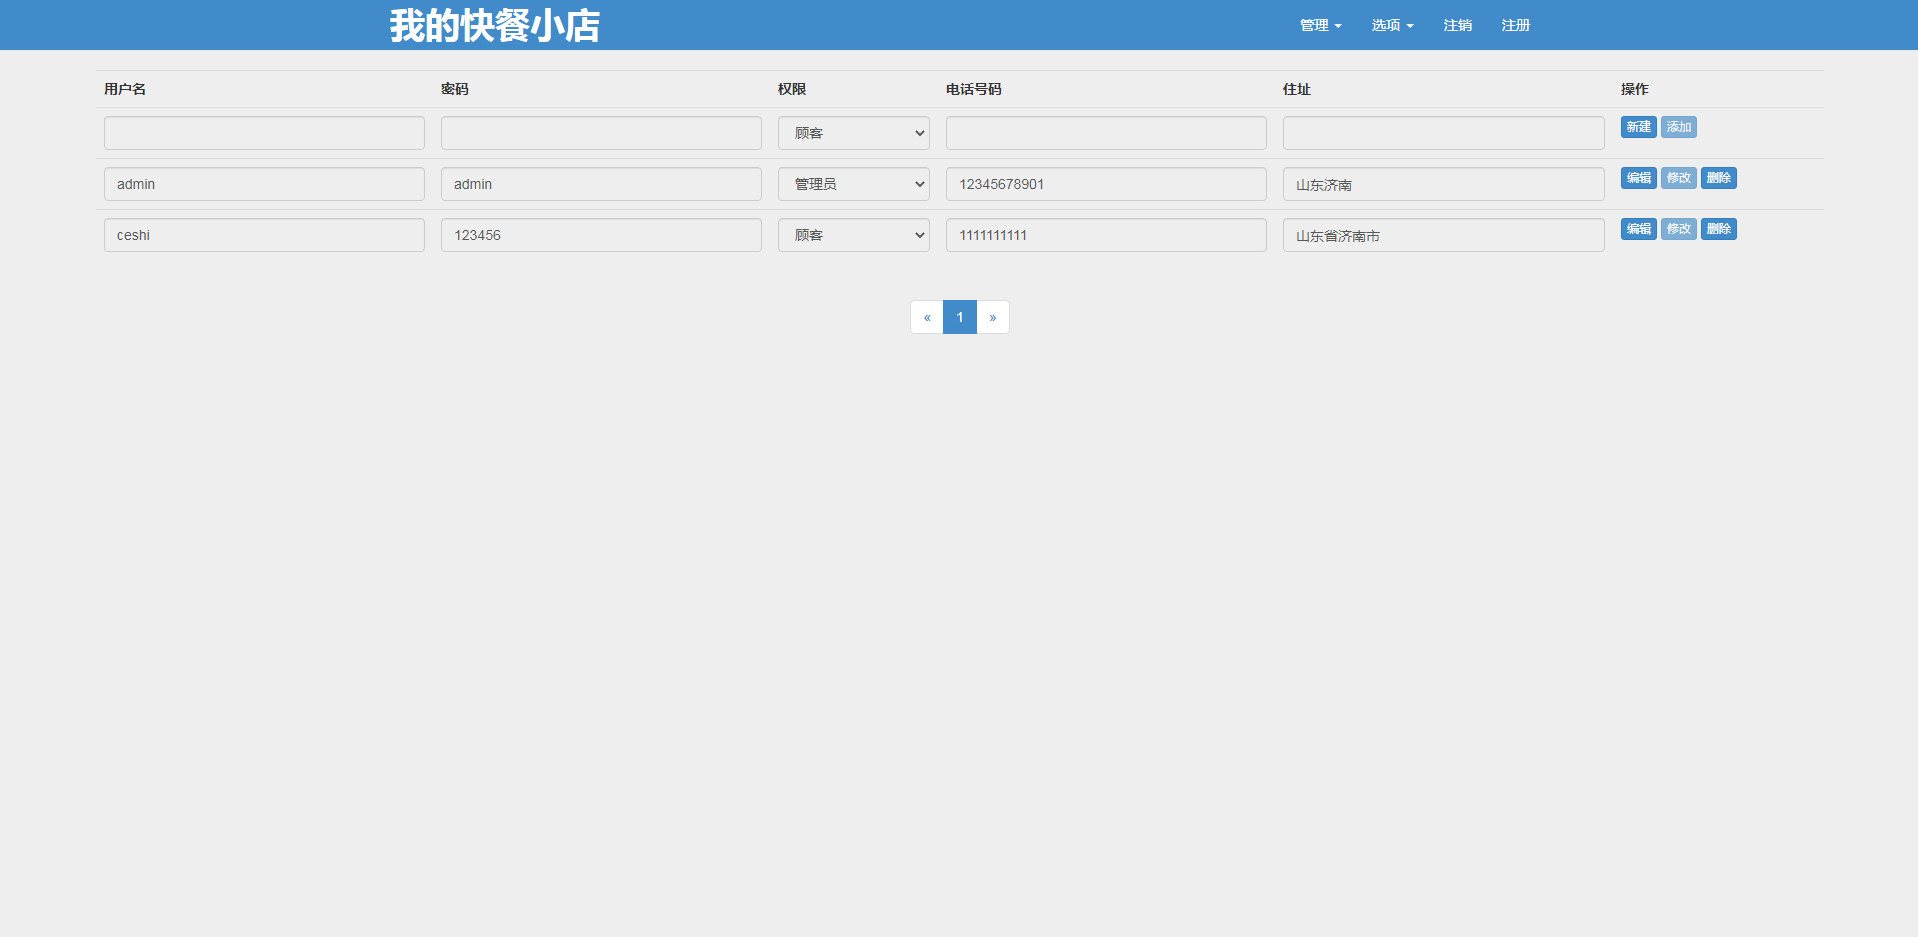 我的快餐小店 管理 选项 注销 注册
用户名 密码 权限 电话号码 住址 操作
顾客 新建 添加
admin admin 管理员 12345678901 山东济南 编辑 修改 删除
ceshi 123456 顾客 1111111111 山东省济南市 编辑 修改 删除
« 1 »